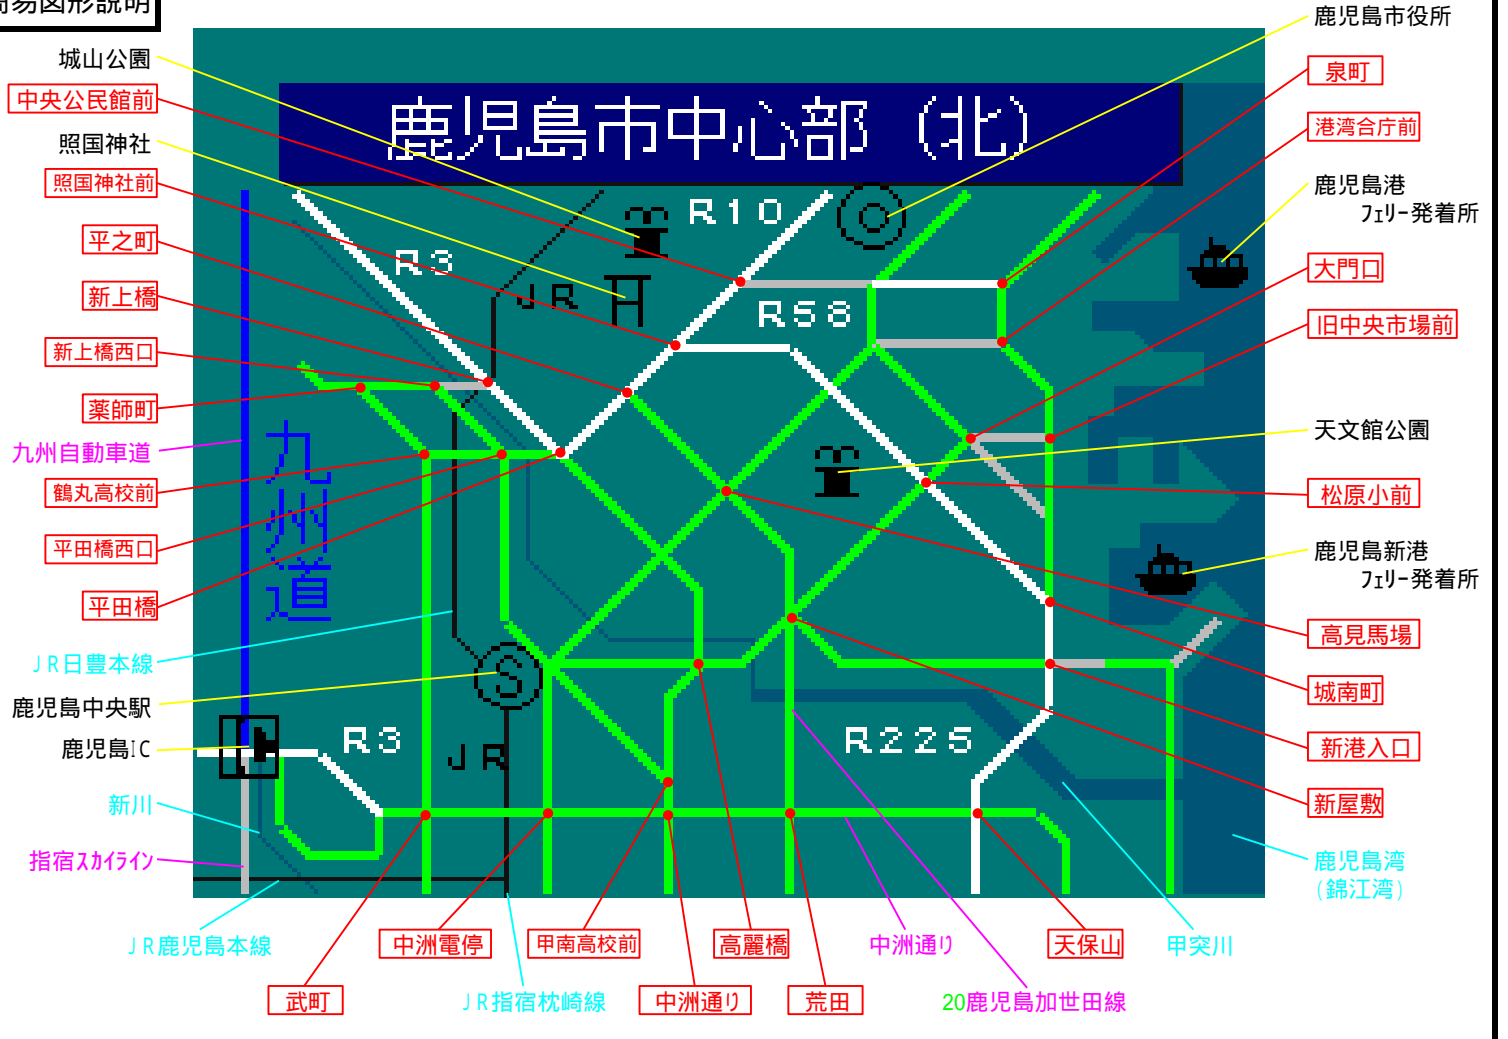 簡易図形説明
城山公園
中央公民館前
照国神社
照国神社前
平之町
新上橋
新上橋西口
薬師町
九州自動車道
鶴丸高校前
平田橋西口
平田橋
JR日豊本線
鹿児島中央駅
鹿児島IC
新川
指宿スカイライン
鹿児島市中心部（北）
R10
R3
JR
R58
九州道
R3
JR
R225
鹿児島市役所
泉町
港湾合庁前
鹿児島港
フェリー発着所
大門口
旧中央市場前
天文館公園
松原小前
鹿児島新港
フェリー発着所
高見馬場
城南町
新港入口
新屋敷
鹿児島湾
(錦江湾)
JR鹿児島本線
中洲電停
甲南高校前
高麗橋
中洲通り
天保山
甲突川
武町
JR指宿枕崎線
中洲通り
荒田
20鹿児島加世田線